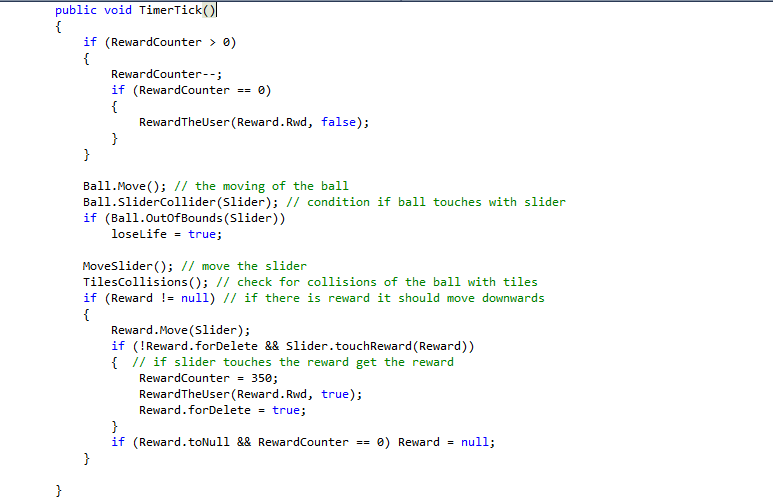 public void TimerTick()
{
if (RewardCounter > 0)
{
RewardCounter--;
if (RewardCounter == 0)
{
RewardTheUser(Reward.Rwd, false);
}
}
Ball.Move(); // the moving of the ball
Ball.SliderCollider(Slider); // condition if ball touches with slider
if (Ball.OutOfBounds(Slider))
loseLife = true;
MoveSlider(); // move the slider
TilesCollisions(); // check for collisions of the ball with tiles
if (Reward != null) // if there is reward it should move downwards
{
Reward.Move(Slider);
if (!Reward.forDelete && Slider.touchReward(Reward))
{ // if slider touches the reward get the reward
RewardCounter = 350;
RewardTheUser(Reward.Rwd, true);
Reward.forDelete = true;
}
if (Reward.toNull && RewardCounter == 0) Reward = null;
}
}